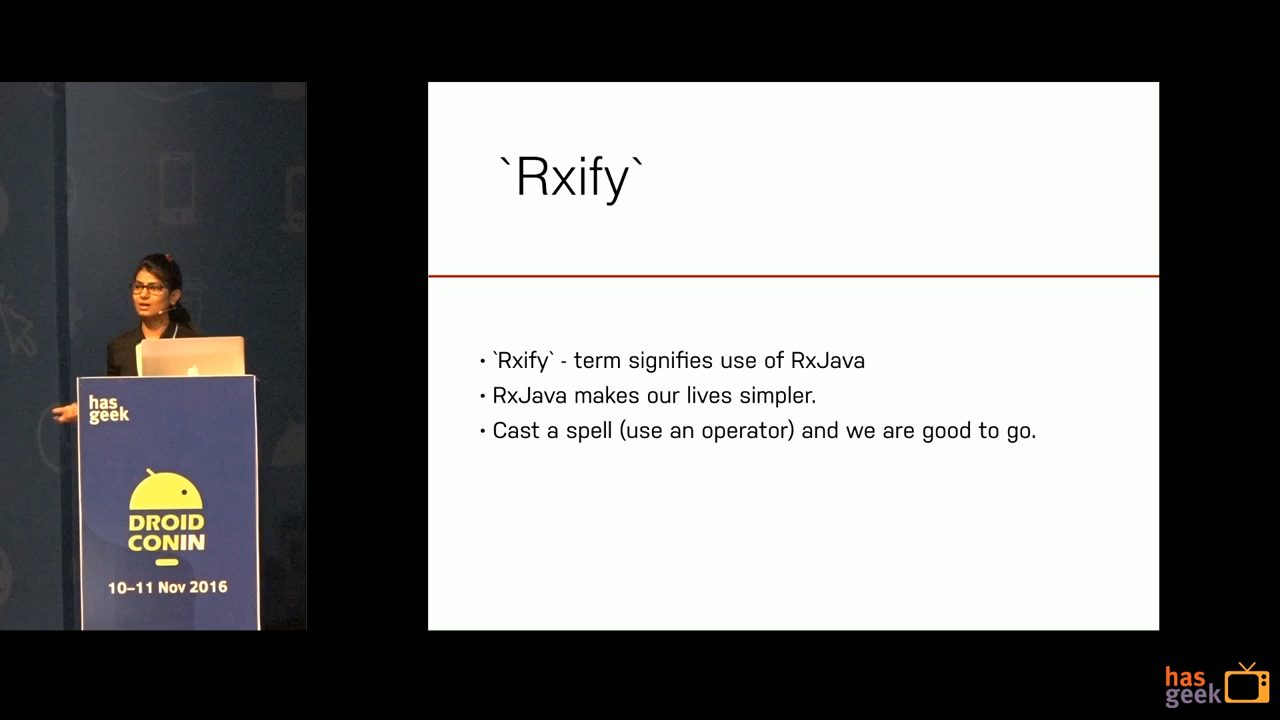 `Rxify`
• `Rxify` - term signifies use of RxJava
• RxJava makes our lives simpler.
• Cast a spell (use an operator) and we are good to go.
has
geek
DROID
CONIN
10–11 Nov 2016
has
geek